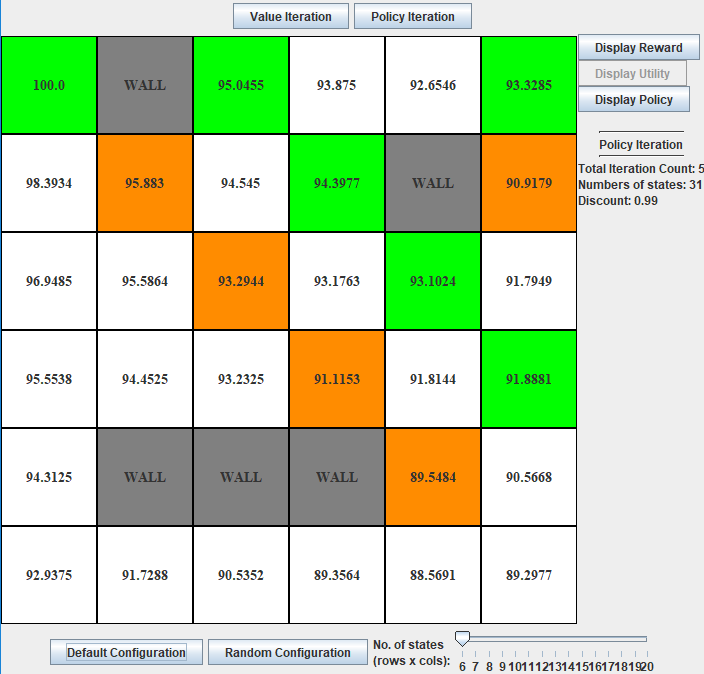 Value Iteration Policy Iteration
100.0 WALL 95.0455 93.875 92.6546 93.3285
Display Reward
Display Utility
Display Policy
98.3934 95.883 94.545 94.3977 WALL 90.9179
Policy Iteration
Total Iteration Count: 5
Numbers of states: 31
Discount: 0.99
96.9485 95.5864 93.2944 93.1763 93.1024 91.7949
95.5538 94.4525 93.2325 91.1153 91.8144 91.8881
94.3125 WALL WALL WALL 89.5484 90.5668
92.9375 91.7288 90.5352 89.3564 88.5691 89.2977
Default Configuration Random Configuration
No. of states
(rows x cols):
6 7 8 9 10 11 12 13 14 15 16 17 18 19 20